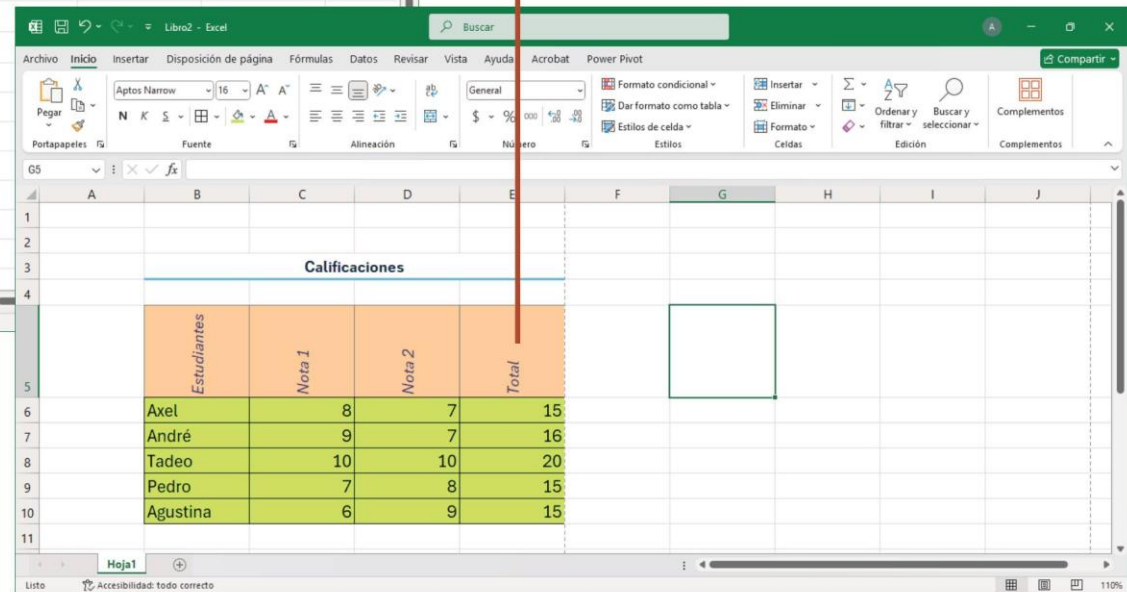 Libro2 - Excel
Buscar
A
Archivo Inicio Insertar Disposición de página Fórmulas Datos Revisar Vista Ayuda Acrobat Power Pivot
Compartir
Pegar
Portapapeles
Aptos Narrow 16 A A
N K S A
Fuente
ab
Alineación
General
$ % 000
Número
Formato condicional
Dar formato como tabla
Estilos de celda
Estilos
Insertar
Eliminar
Formato
Celdas
Ordenar y filtrar
Buscar y seleccionar
Edición
Complementos
Complementos
G5 fx
A B C D E F G H I J
1
2
3 Calificaciones
4
5 Estudiantes Nota 1 Nota 2 Total
6 Axel 8 7 15
7 André 9 7 16
8 Tadeo 10 10 20
9 Pedro 7 8 15
10 Agustina 6 9 15
11
Hoja1
Listo Accesibilidad: todo correcto 110%